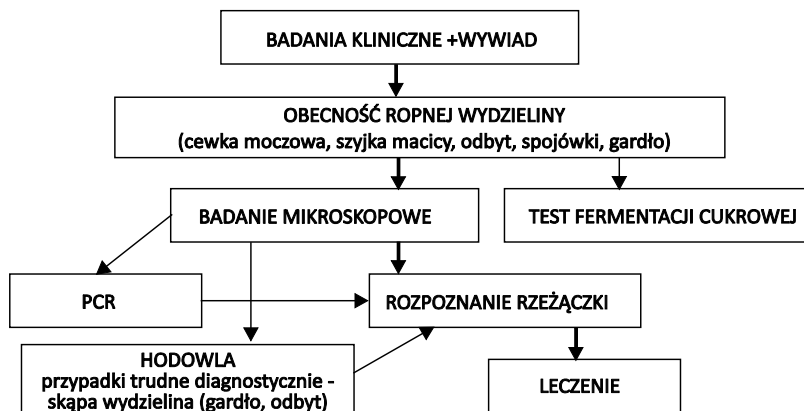 BADANIA KLINICZNE +WYWIAD
OBECNOŚĆ ROPNEJ WYDZIELINY
(cewka moczowa, szyjka macicy, odbyt, spojówki, gardło)
BADANIE MIKROSKOPOWE
TEST FERMENTACJI CUKROWEJ
PCR
ROZPOZNANIE RZEŻĄCZKI
HODOWLA
przypadki trudne diagnostycznie -
skąpa wydzielina (gardło, odbyt)
LECZENIE